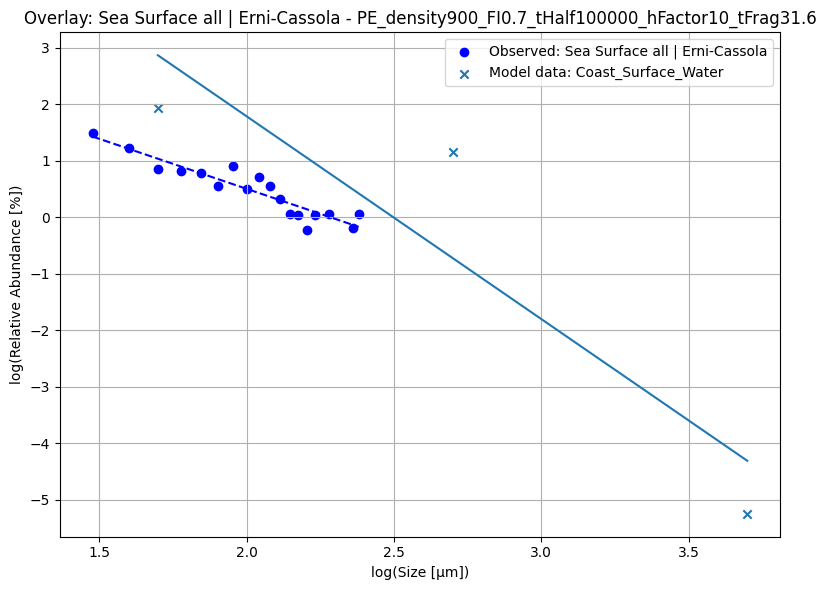 Overlay: Sea Surface all | Erni-Cassola - PE_density900_FI0.7_tHalf100000_hFactor10_tFrag31.6
Observed: Sea Surface all | Erni-Cassola
Model data: Coast_Surface_Water
log(Relative Abundance [%])
3
2
1
0
−1
−2
−3
−4
−5
1.5
2.0
2.5
3.0
3.5
log(Size [µm])